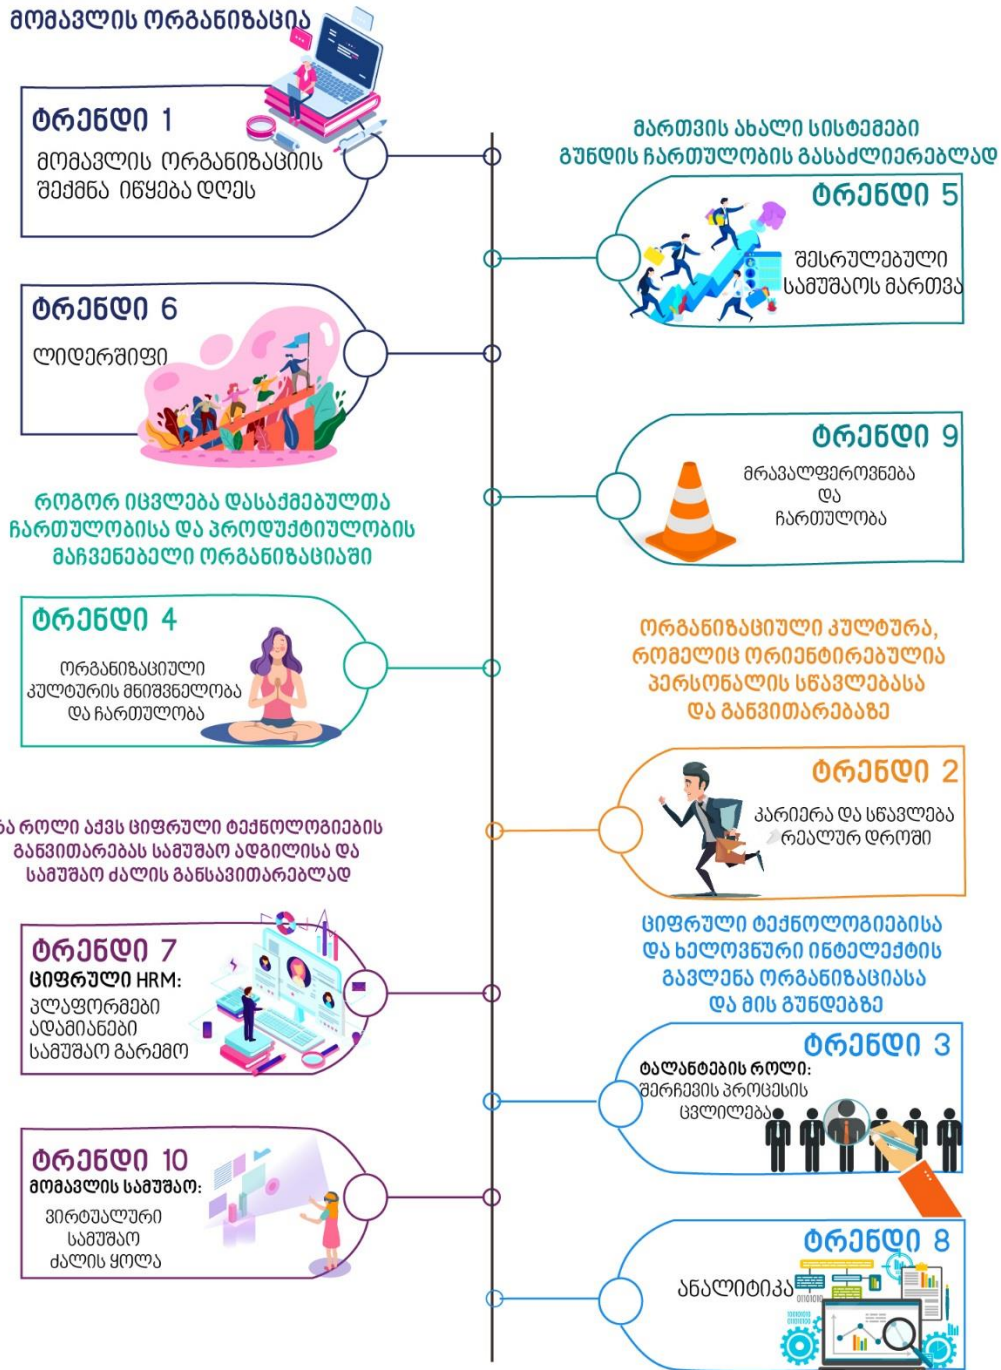 მომავლის ორგანიზაცია
ტრენდი 1
მომავლის ორგანიზაციის
შექმნა იწყება დღეს
ტრენდი 6
ლიდერშიფი
როგორ იცვლება დასაქმებულთა
ჩართულობისა და პროდუქტიულობის
მაჩვენებელი ორგანიზაციაში
ტრენდი 4
ორგანიზაციული
კულტურის მნიშვნელობა
და ჩართულობა
როლი აქვს ციფრული ტექნოლოგიების
განვითარებას სამუშაო ადგილისა და
სამუშაო ძალის განსავითარებლად
ტრენდი 7
ციფრული HRM:
პლაფორმები
ადამიანები
სამუშაო გარემო
ტრენდი 10
მომავლის სამუშაო:
ვირტუალური
სამუშაო
ძალის ყოლა
მართვის ახალი სისტემები
გუნდის ჩართულობის გასაძლიერებლად
ტრენდი 5
შესრულებული
სამუშაოს მართვა
ტრენდი 9
მრავალფეროვნება
და
ჩართულობა
ორგანიზაციული კულტურა,
რომელიც ორიენტირებულია
პერსონალის სწავლებასა
და განვითარებაზე
ტრენდი 2
კარიერა და სწავლება
რეალურ დროში
ციფრული ტექნოლოგიებისა
და ხელოვნური ინტელექტის
გავლენა ორგანიზაციასა
და მის გუნდებზე
ტრენდი 3
ტალანტების როლი:
შერჩევის პროცესის
ცვლილება
ტრენდი 8
ანალიტიკა